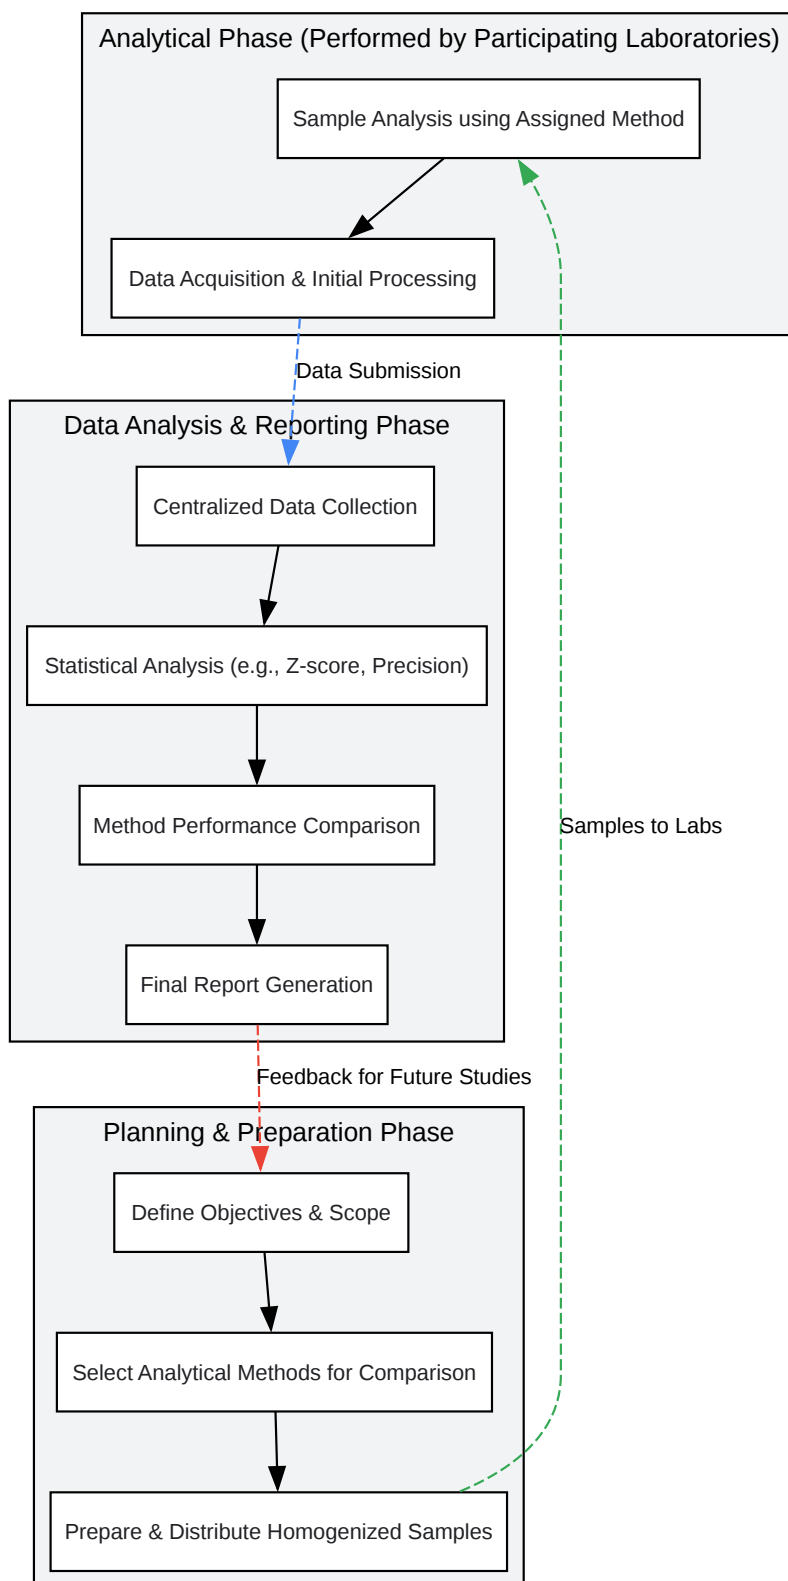 Analytical Phase (Performed by Participating Laboratories)
Sample Analysis using Assigned Method
Data Acquisition & Initial Processing
Data Submission
Data Analysis & Reporting Phase
Centralized Data Collection
Statistical Analysis (e.g., Z-score, Precision)
Method Performance Comparison
Samples to Labs
Final Report Generation
Feedback for Future Studies
Planning & Preparation Phase
Define Objectives & Scope
Select Analytical Methods for Comparison
Prepare & Distribute Homogenized Samples